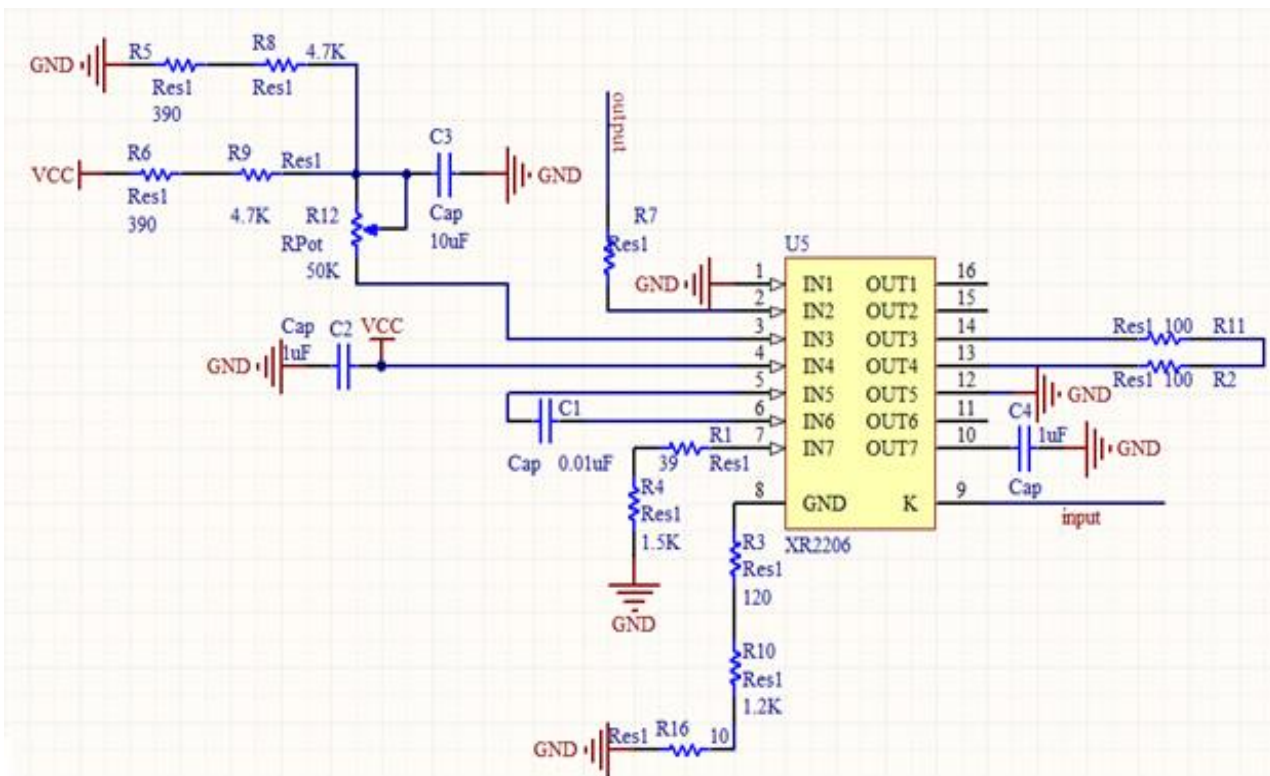 R5 R8 4.7K
GND
Res1 Res1
390
output
R6 R9 Res1 C3
VCC GND
Res1 4.7K R12 Cap R7
390 RPot 10uF Res1
50K U5
GND 1 IN1 OUT1 16
2 IN2 OUT2 15
Cap C2 VCC 3 IN3 OUT3 14 Res1 100 R11
1uF
GND 4 IN4 OUT4 13 Res1 100 R2
5 IN5 OUT5 12 GND
C1 6 IN6 OUT6 11 C4
R1 7 IN7 OUT7 10 1uF GND
Cap 0.01uF 39 Res1 Cap
R4 8 GND K 9
Res1 input
1.5K R3 XR2206
Res1
120
GND
R10
Res1
1.2K
Res1 R16 10
GND